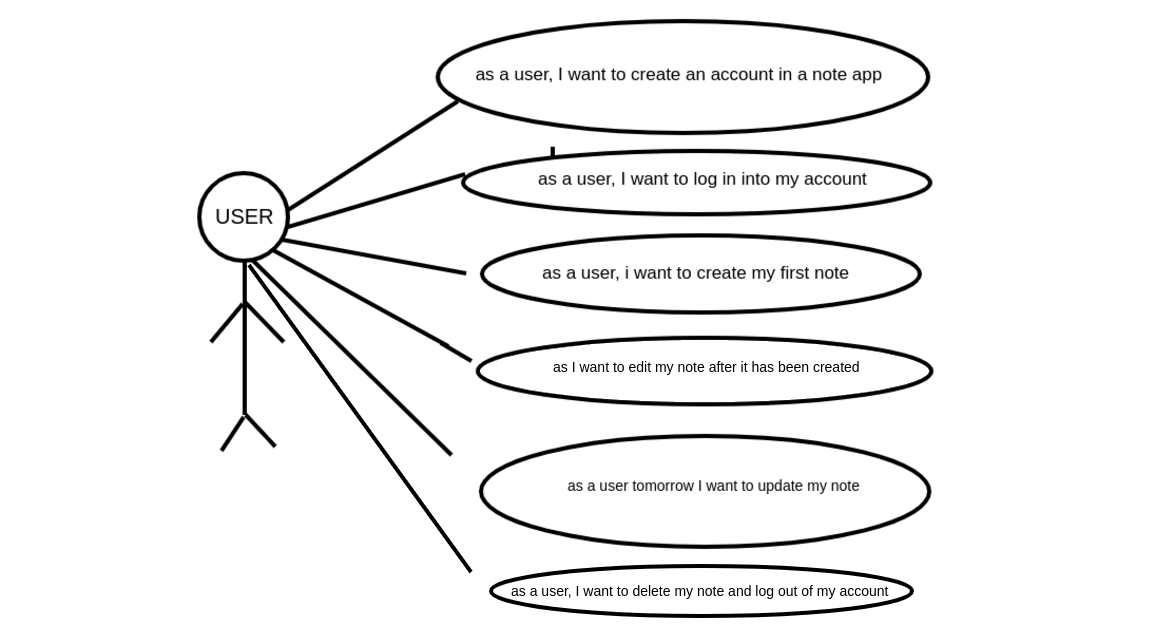 as a user, I want to create an account in a note app
as a user, I want to log in into my account
USER
as a user, i want to create my first note
as I want to edit my note after it has been created
as a user tomorrow I want to update my note
as a user, I want to delete my note and log out of my account